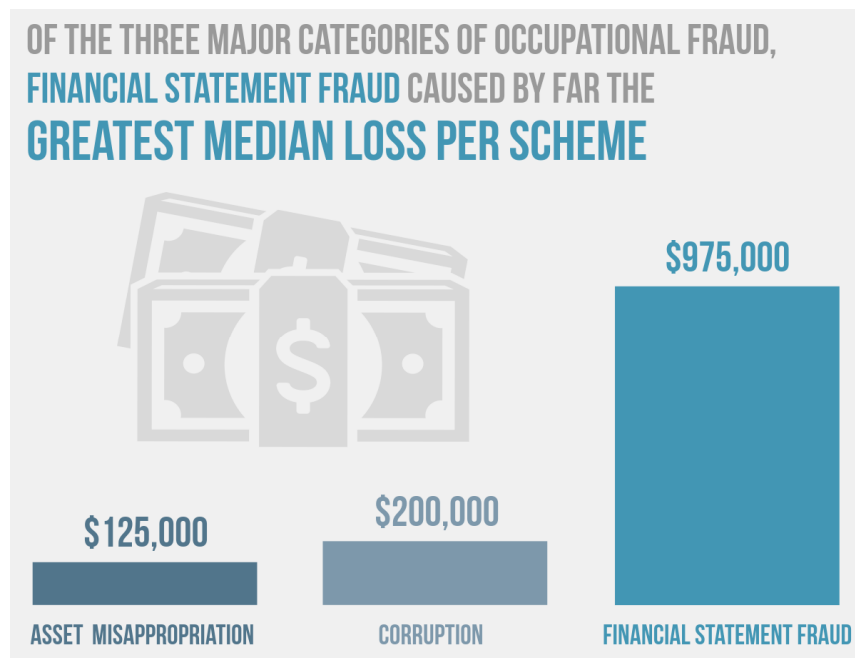 OF THE THREE MAJOR CATEGORIES OF OCCUPATIONAL FRAUD,
FINANCIAL STATEMENT FRAUD CAUSED BY FAR THE
GREATEST MEDIAN LOSS PER SCHEME
$975,000
$
$200,000
$125,000
ASSET MISAPPROPRIATION
CORRUPTION
FINANCIAL STATEMENT FRAUD